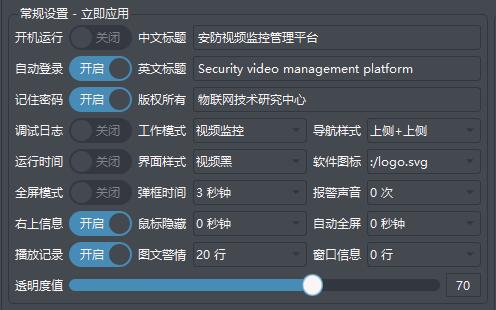 常规设置 - 立即应用
开机运行 关闭 中文标题 安防视频监控管理平台
自动登录 开启 英文标题 Security video management platform
记住密码 开启 版权所有 物联网技术研究中心
调试日志 关闭 工作模式 视频监控 导航样式 上侧+上侧
运行时间 关闭 界面样式 视频黑 软件图标 :/logo.svg
全屏模式 关闭 弹框时间 3 秒钟 报警声音 0 次
右上信息 开启 鼠标隐藏 0 秒钟 自动全屏 0 秒钟
播放记录 开启 图文警情 20 行 窗口信息 0 行
透明度值 70